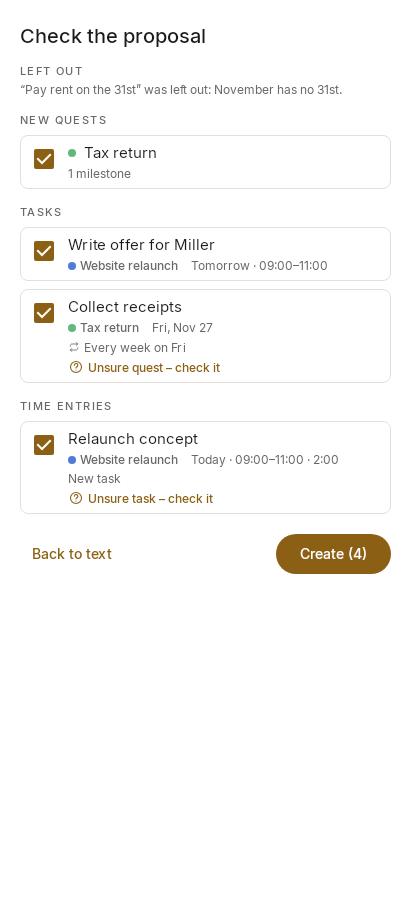 Check the proposal
LEFT OUT
“Pay rent on the 31st” was left out: November has no 31st.
NEW QUESTS
Tax return
1 milestone
TASKS
Write offer for Miller
Website relaunch Tomorrow · 09:00–11:00
Collect receipts
Tax return Fri, Nov 27
Every week on Fri
Unsure quest – check it
TIME ENTRIES
Relaunch concept
Website relaunch Today · 09:00–11:00 · 2:00
New task
Unsure task – check it
Back to text Create (4)